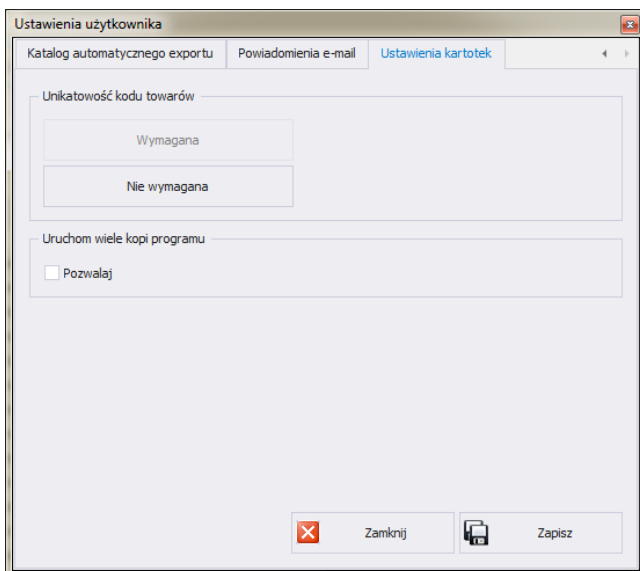 Ustawienia użytkownika
Katalog automatycznego exportu Powiadomienia e-mail Ustawienia kartotek
Unikatowość kodu towarów
Wymagana
Nie wymagana
Uruchom wiele kopi programu
Pozwalaj
Zamknij Zapisz